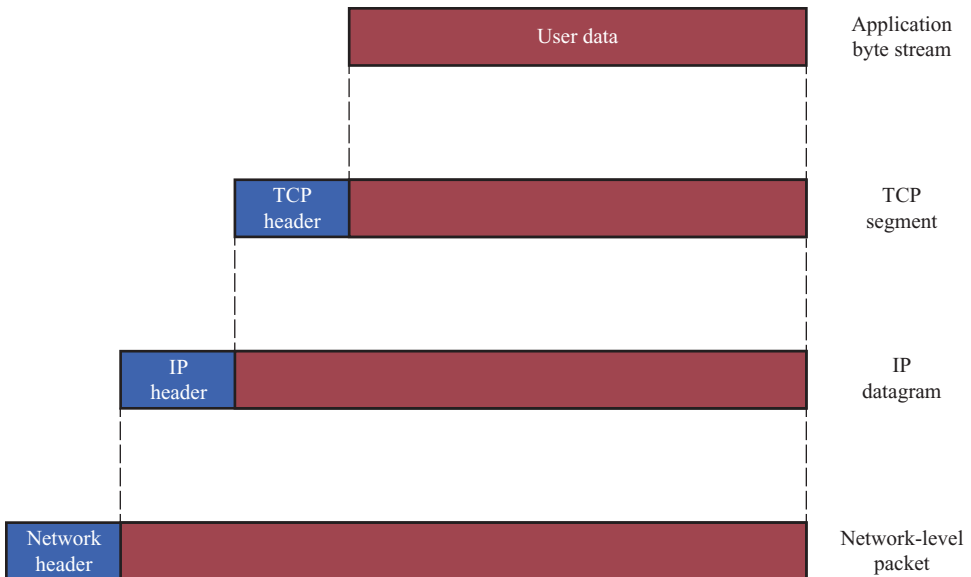 User data
Application
byte stream
TCP
header
TCP
segment
IP
header
IP
datagram
Network
header
Network-level
packet